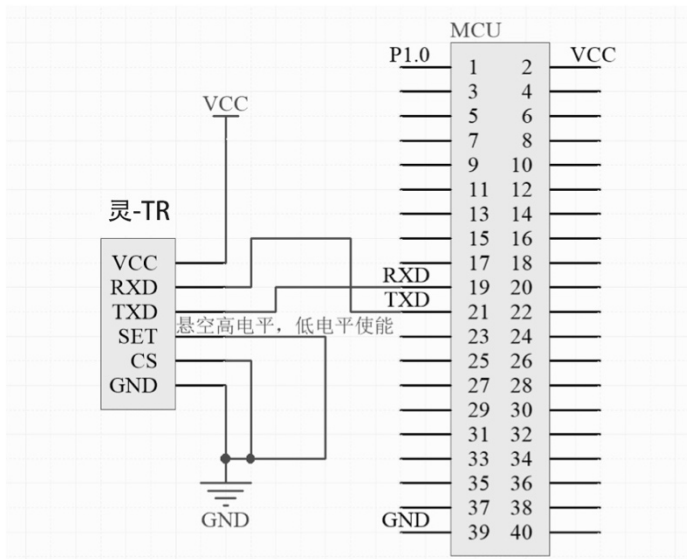 MCU
P1.0 1 2 VCC
3 4
5 6
VCC
7 8
9 10
11 12
灵-TR
13 14
15 16
VCC 17 18
RXD RXD 19 20
TXD TXD 21 22
悬空高电平，低电平使能
SET 23 24
CS 25 26
GND 27 28
29 30
31 32
33 34
35 36
37 38
GND GND 39 40